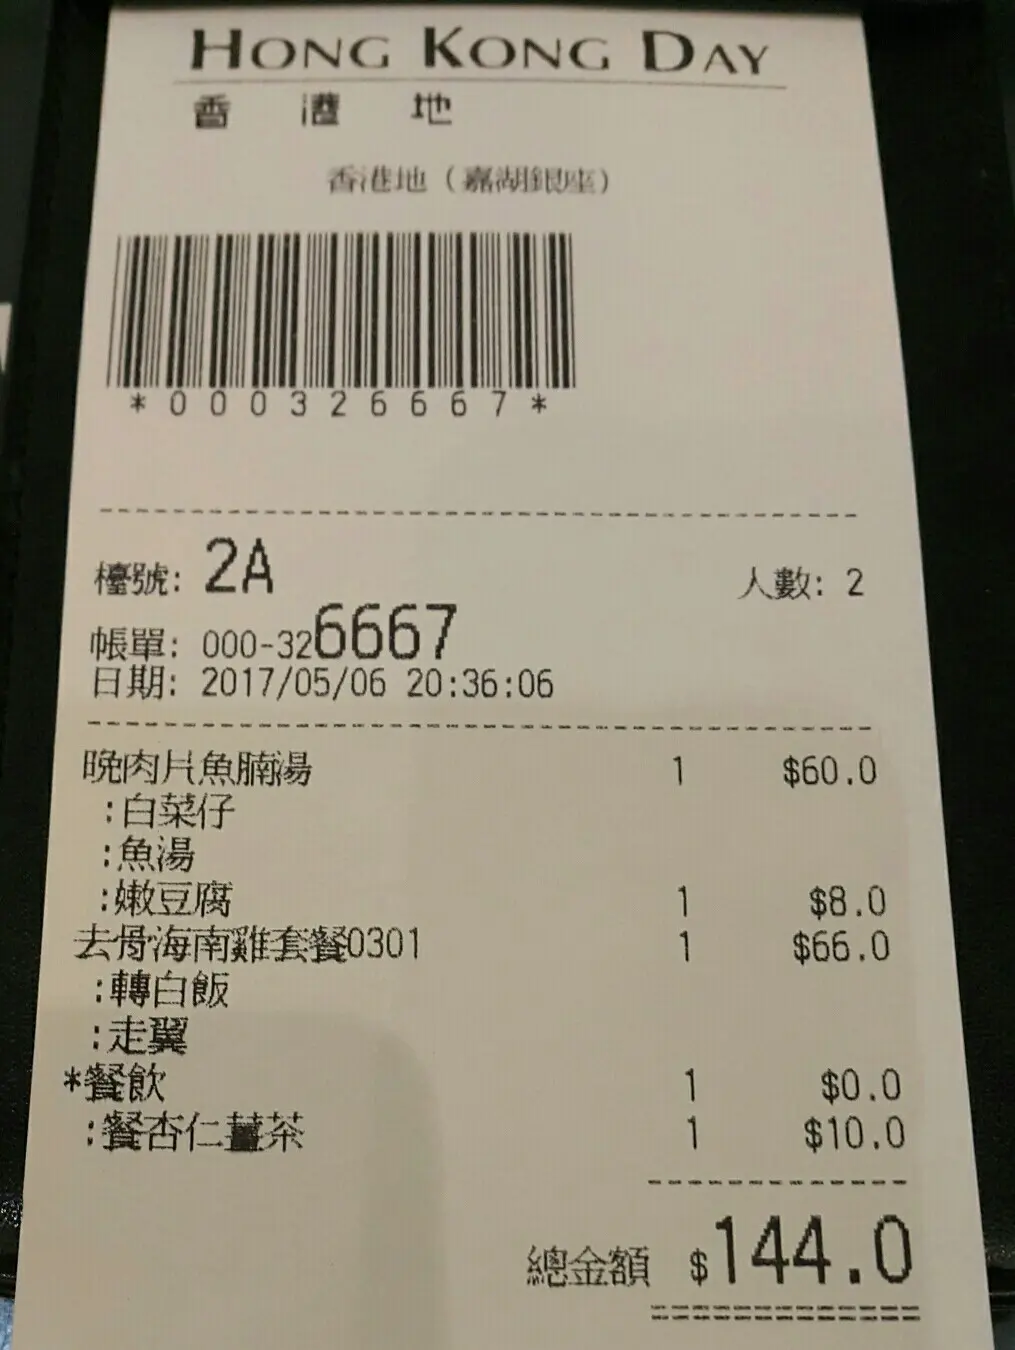 HONG KONG DAY
香港地
香港地（嘉湖銀座）
*000326667*
檯號: 2A 人數: 2
帳單: 000-326667
日期: 2017/05/06 20:36:06
晚肉片魚腩湯 1 $60.0
:白菜仔
:魚湯
:嫩豆腐 1 $8.0
去骨海南雞套餐0301 1 $66.0
:轉白飯
:走翼
*餐飲 1 $0.0
:餐杏仁薑茶 1 $10.0
總金額 $144.0